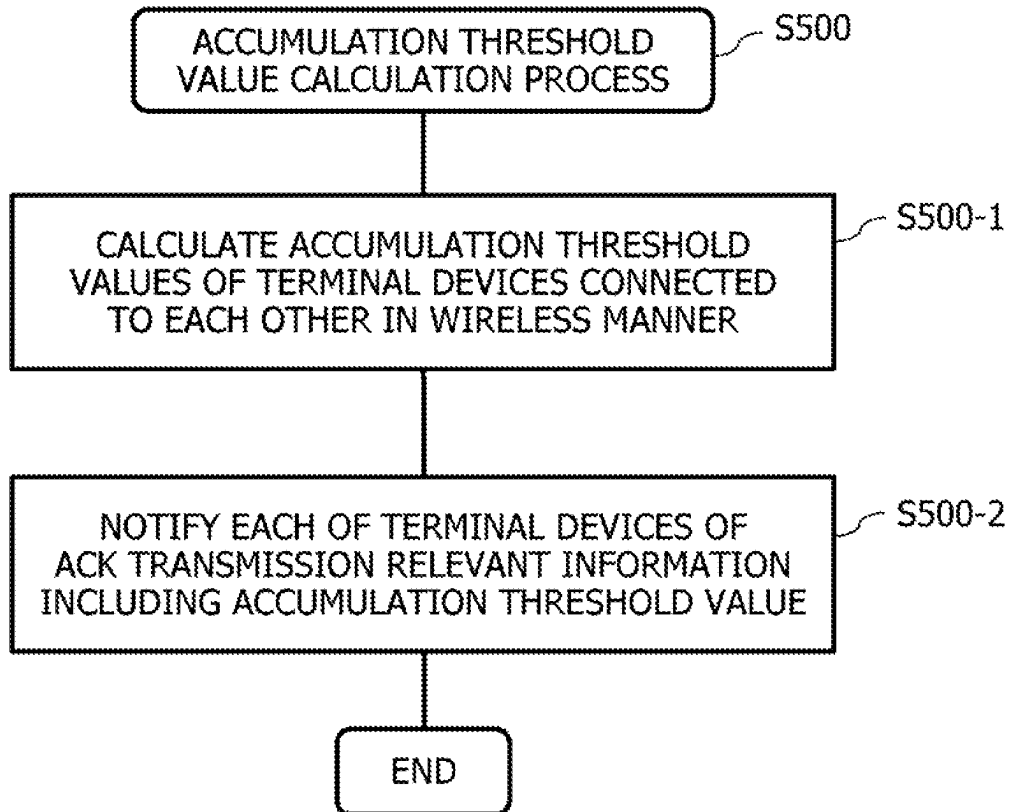 ACCUMULATION THRESHOLD
VALUE CALCULATION PROCESS
S500
CALCULATE ACCUMULATION THRESHOLD
VALUES OF TERMINAL DEVICES CONNECTED
TO EACH OTHER IN WIRELESS MANNER
S500-1
NOTIFY EACH OF TERMINAL DEVICES OF
ACK TRANSMISSION RELEVANT INFORMATION
INCLUDING ACCUMULATION THRESHOLD VALUE
S500-2
END